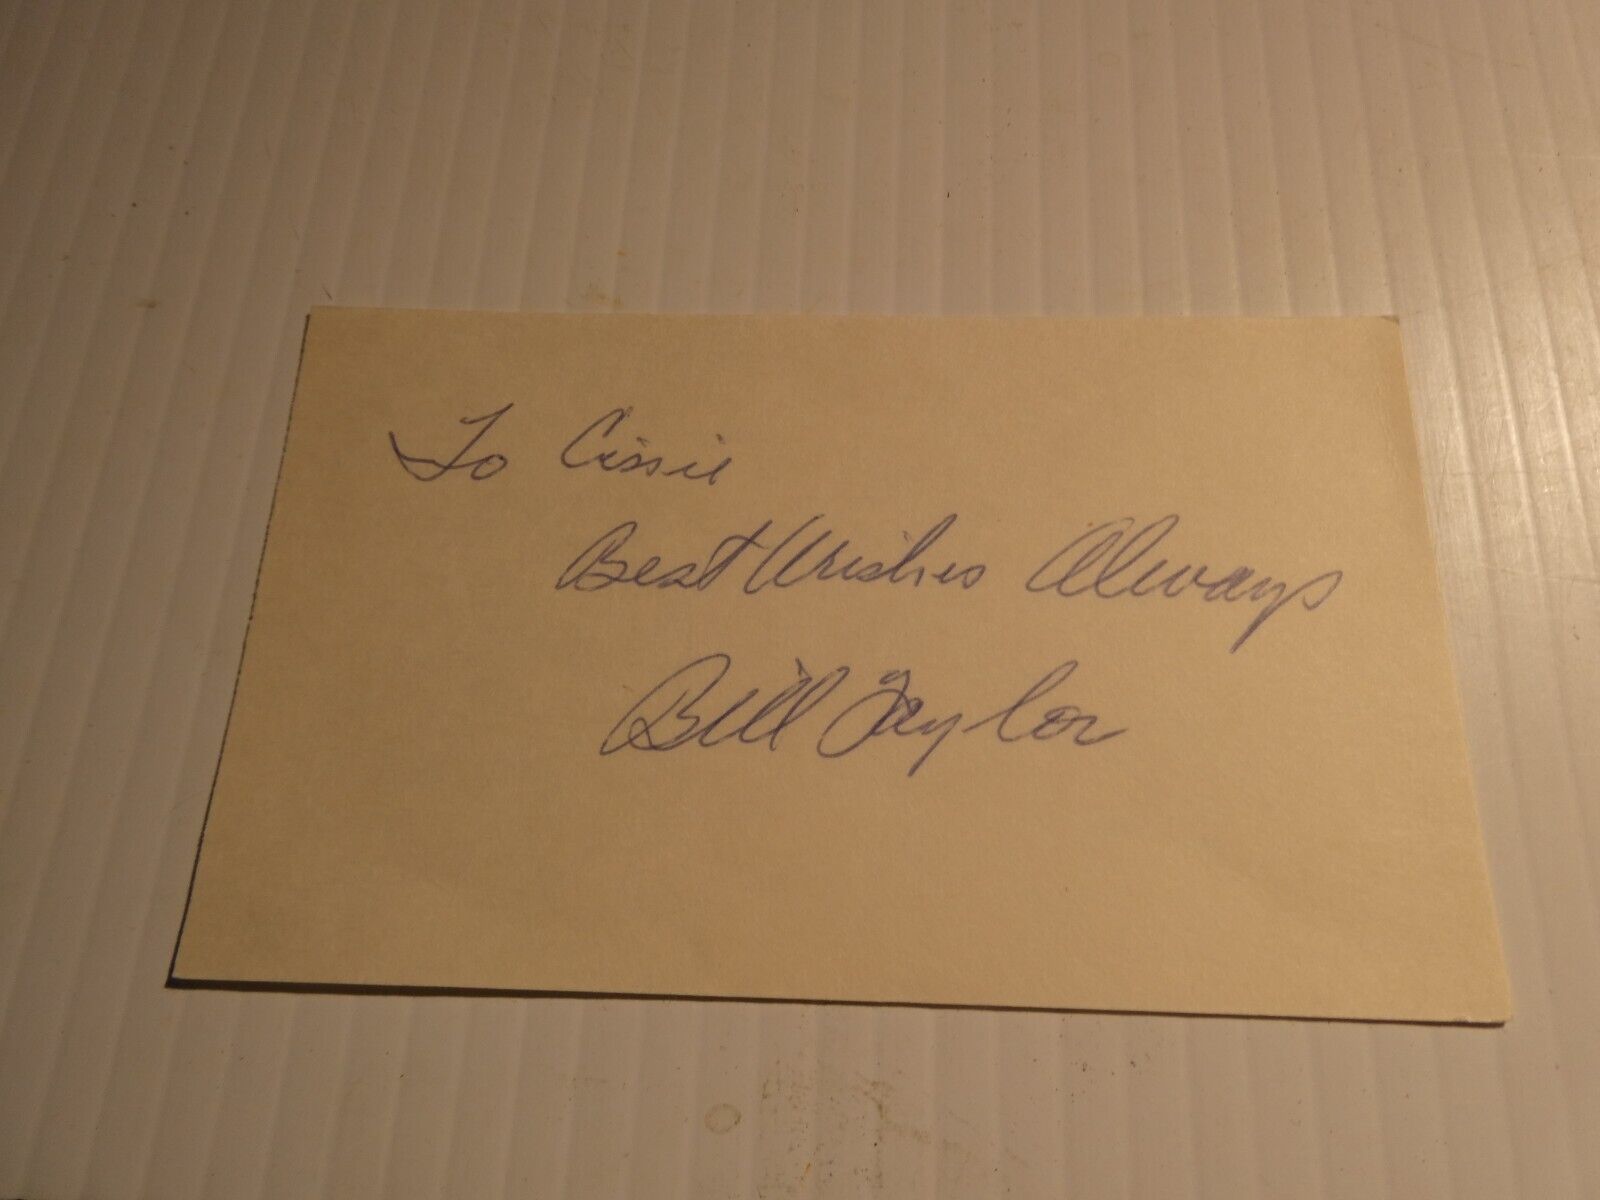 To Cissie
Best Wishes Always
Bill Taylor